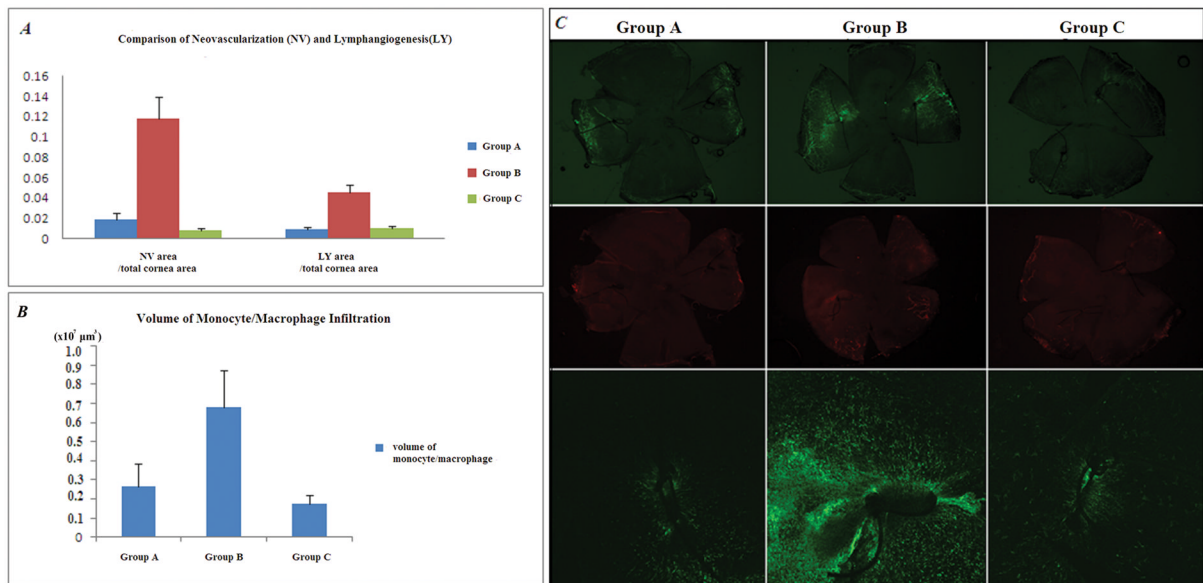 A
Comparison of Neovascularization (NV) and Lymphangiogenesis(LY)
0.16
0.14
0.12
0.1
0.08
0.06
0.04
0.02
0
Group A
Group B
Group C
NV area
/total cornea area
LY area
/total cornea area
B
Volume of Monocyte/Macrophage Infiltration
(x10⁷ μm³)
1.0
0.9
0.8
0.7
0.6
0.5
0.4
0.3
0.2
0.1
0
volume of
monocyte/macrophage
Group A
Group B
Group C
C
Group A
Group B
Group C